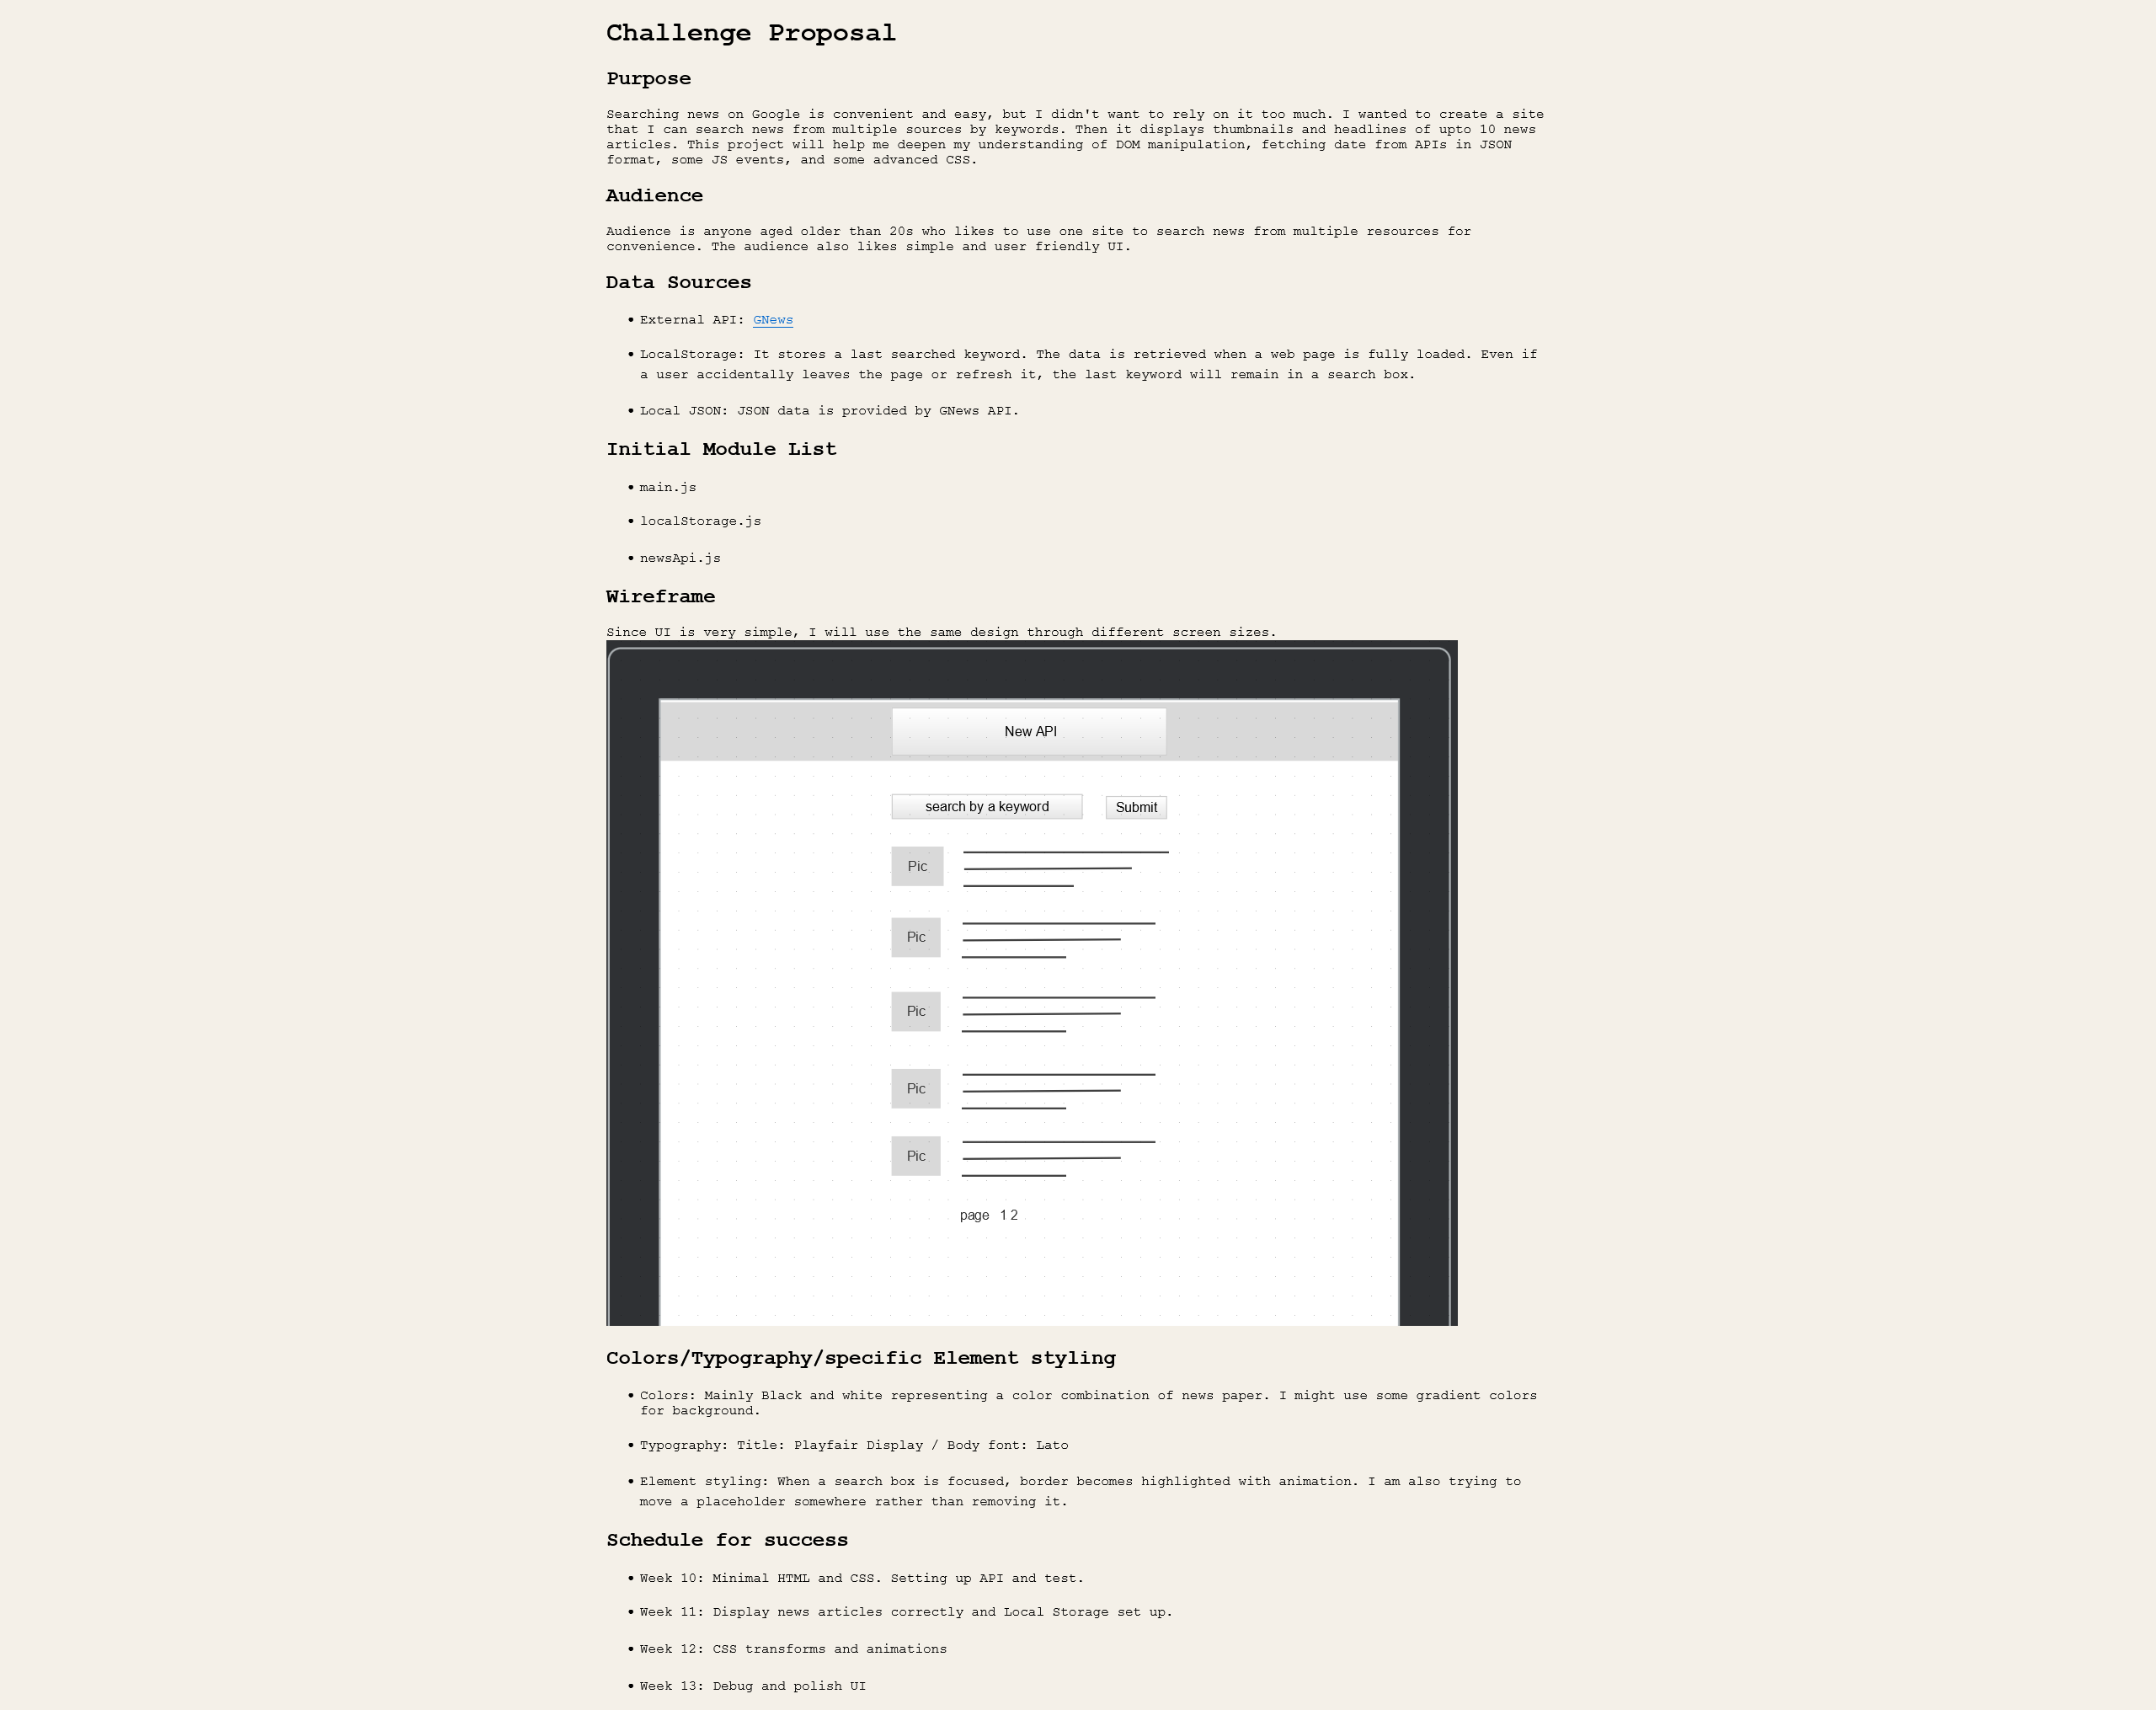 Challenge Proposal
Purpose
Searching news on Google is convenient and easy, but I didn't want to rely on it too much. I wanted to create a site
that I can search news from multiple sources by keywords. Then it displays thumbnails and headlines of upto 10 news
articles. This project will help me deepen my understanding of DOM manipulation, fetching date from APIs in JSON
format, some JS events, and some advanced CSS.
Audience
Audience is anyone aged older than 20s who likes to use one site to search news from multiple resources for
convenience. The audience also likes simple and user friendly UI.
Data Sources
• External API: GNews
• LocalStorage: It stores a last searched keyword. The data is retrieved when a web page is fully loaded. Even if
a user accidentally leaves the page or refresh it, the last keyword will remain in a search box.
• Local JSON: JSON data is provided by GNews API.
Initial Module List
• main.js
• localStorage.js
• newsApi.js
Wireframe
Since UI is very simple, I will use the same design through different screen sizes.
New API
search by a keyword Submit
Pic
Pic
Pic
Pic
Pic
page 1 2
Colors/Typography/specific Element styling
• Colors: Mainly Black and white representing a color combination of news paper. I might use some gradient colors
for background.
• Typography: Title: Playfair Display / Body font: Lato
• Element styling: When a search box is focused, border becomes highlighted with animation. I am also trying to
move a placeholder somewhere rather than removing it.
Schedule for success
• Week 10: Minimal HTML and CSS. Setting up API and test.
• Week 11: Display news articles correctly and Local Storage set up.
• Week 12: CSS transforms and animations
• Week 13: Debug and polish UI